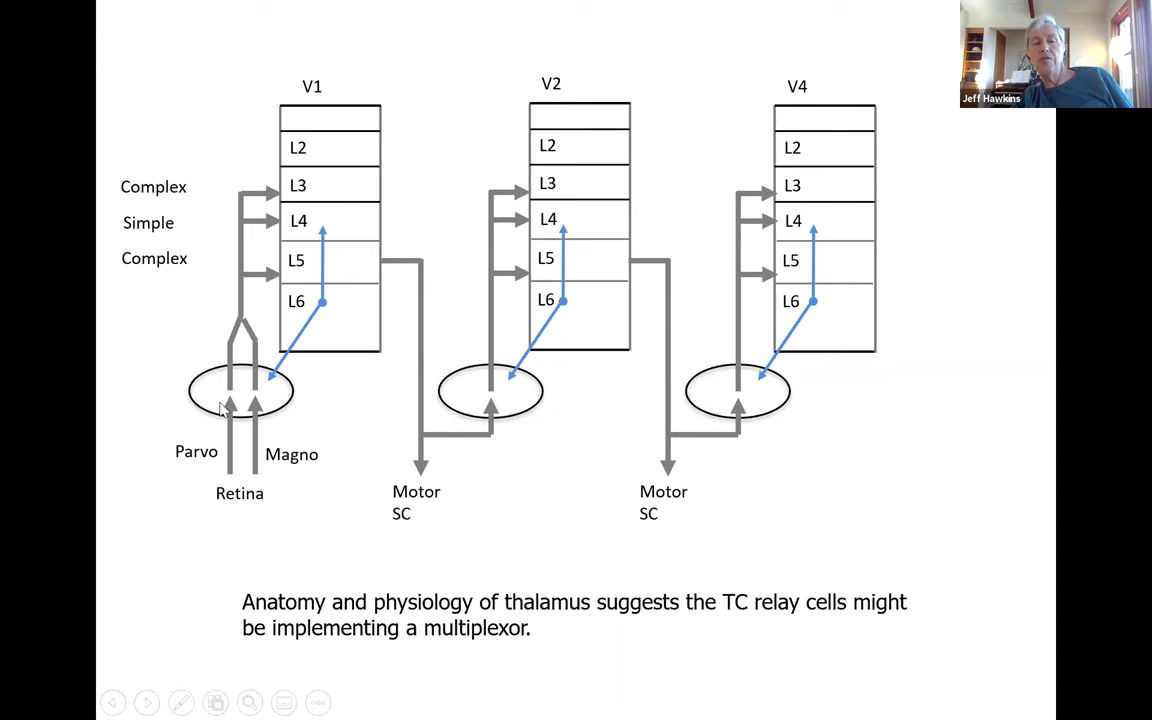 Jeff Hawkins
V1
V2
V4
L2
L2
L2
Complex
L3
L3
L3
Simple
L4
L4
L4
Complex
L5
L5
L5
L6
L6
L6
Parvo
Magno
Retina
Motor
SC
Motor
SC
Anatomy and physiology of thalamus suggests the TC relay cells might
be implementing a multiplexor.